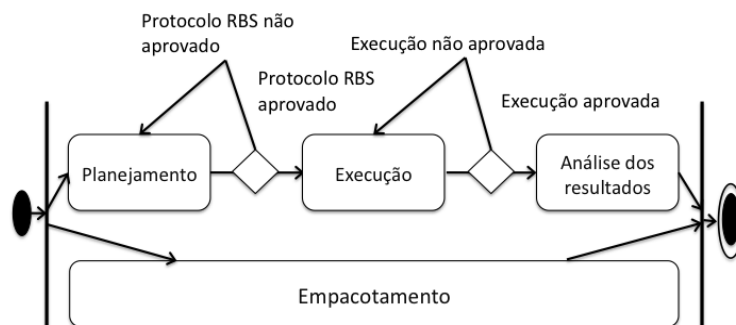 Protocolo RBS não
aprovado
Execução não aprovada
Protocolo RBS
aprovado
Execução aprovada
Planejamento
Execução
Análise dos
resultados
Empacotamento